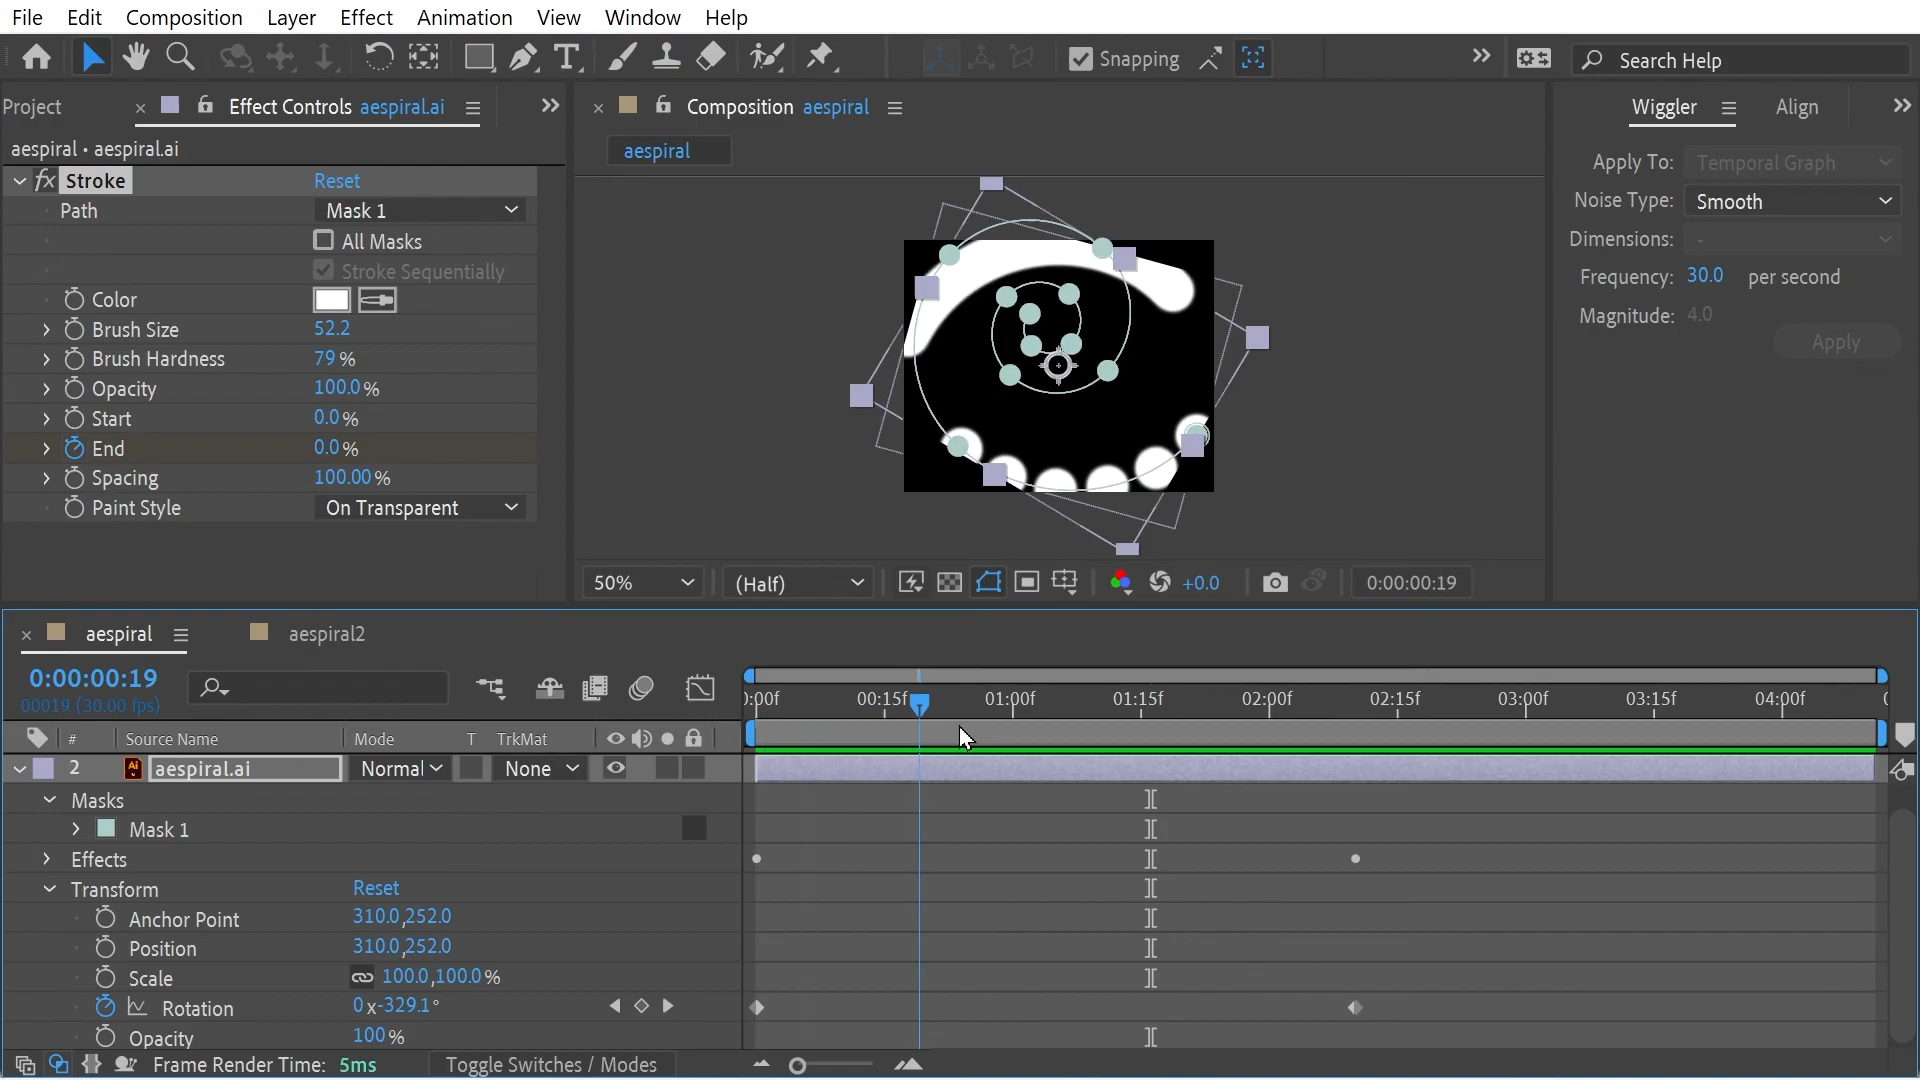 File Edit Composition Layer Effect Animation View Window Help
Snapping
Search Help
Project
Effect Controls aespiral.ai
Composition aespiral
Wiggler
Align
aespiral • aespiral.ai
aespiral
fx Stroke Reset
Path Mask 1
All Masks
Stroke Sequentially
Color
Brush Size 52.2
Brush Hardness 79 %
Opacity 100.0 %
Start 0.0 %
End 0.0 %
Spacing 100.00 %
Paint Style On Transparent
Apply To: Temporal Graph
Noise Type: Smooth
Dimensions: -
Frequency: 30.0 per second
Magnitude: 4.0
Apply
50% (Half) +0.0 0:00:00:19
aespiral aespiral2
0:00:00:19
00019 (30.00 fps)
):00f 00:15f 01:00f 01:15f 02:00f 02:15f 03:00f 03:15f 04:00f 0
# Source Name Mode T TrkMat
2 Ai aespiral.ai Normal None
Masks
Mask 1
Effects
Transform Reset
Anchor Point 310.0,252.0
Position 310.0,252.0
Scale 100.0,100.0 %
Rotation 0x-329.1°
Opacity 100 %
Frame Render Time: 5ms Toggle Switches / Modes